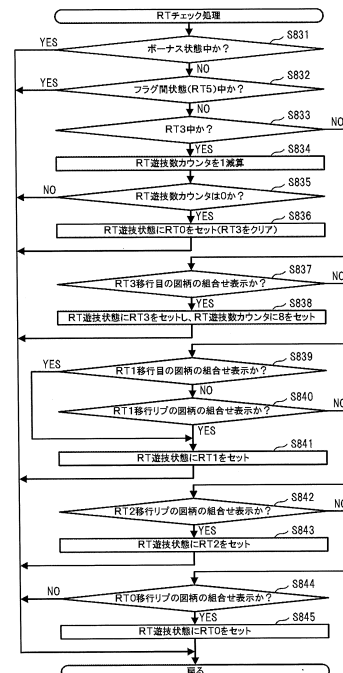 RTチェック処理
S831
YES
ボーナス状態中か?
NO
S832
YES
フラグ間状態(RT5)中か?
NO
S833
RT3中か?
NO
YES
S834
RT遊技数カウンタを1減算
S835
NO
RT遊技数カウンタは0か?
YES
S836
RT遊技状態にRT0をセット(RT3をクリア)
S837
RT3移行目の図柄の組合せ表示か?
NO
YES
S838
RT遊技状態にRT3をセットし、RT遊技数カウンタに8をセット
S839
YES
RT1移行目の図柄の組合せ表示か?
NO
S840
RT1移行リプの図柄の組合せ表示か?
NO
YES
S841
RT遊技状態にRT1をセット
S842
RT2移行リプの図柄の組合せ表示か?
NO
YES
S843
RT遊技状態にRT2をセット
S844
NO
RT0移行リプの図柄の組合せ表示か?
YES
S845
RT遊技状態にRT0をセット
戻る